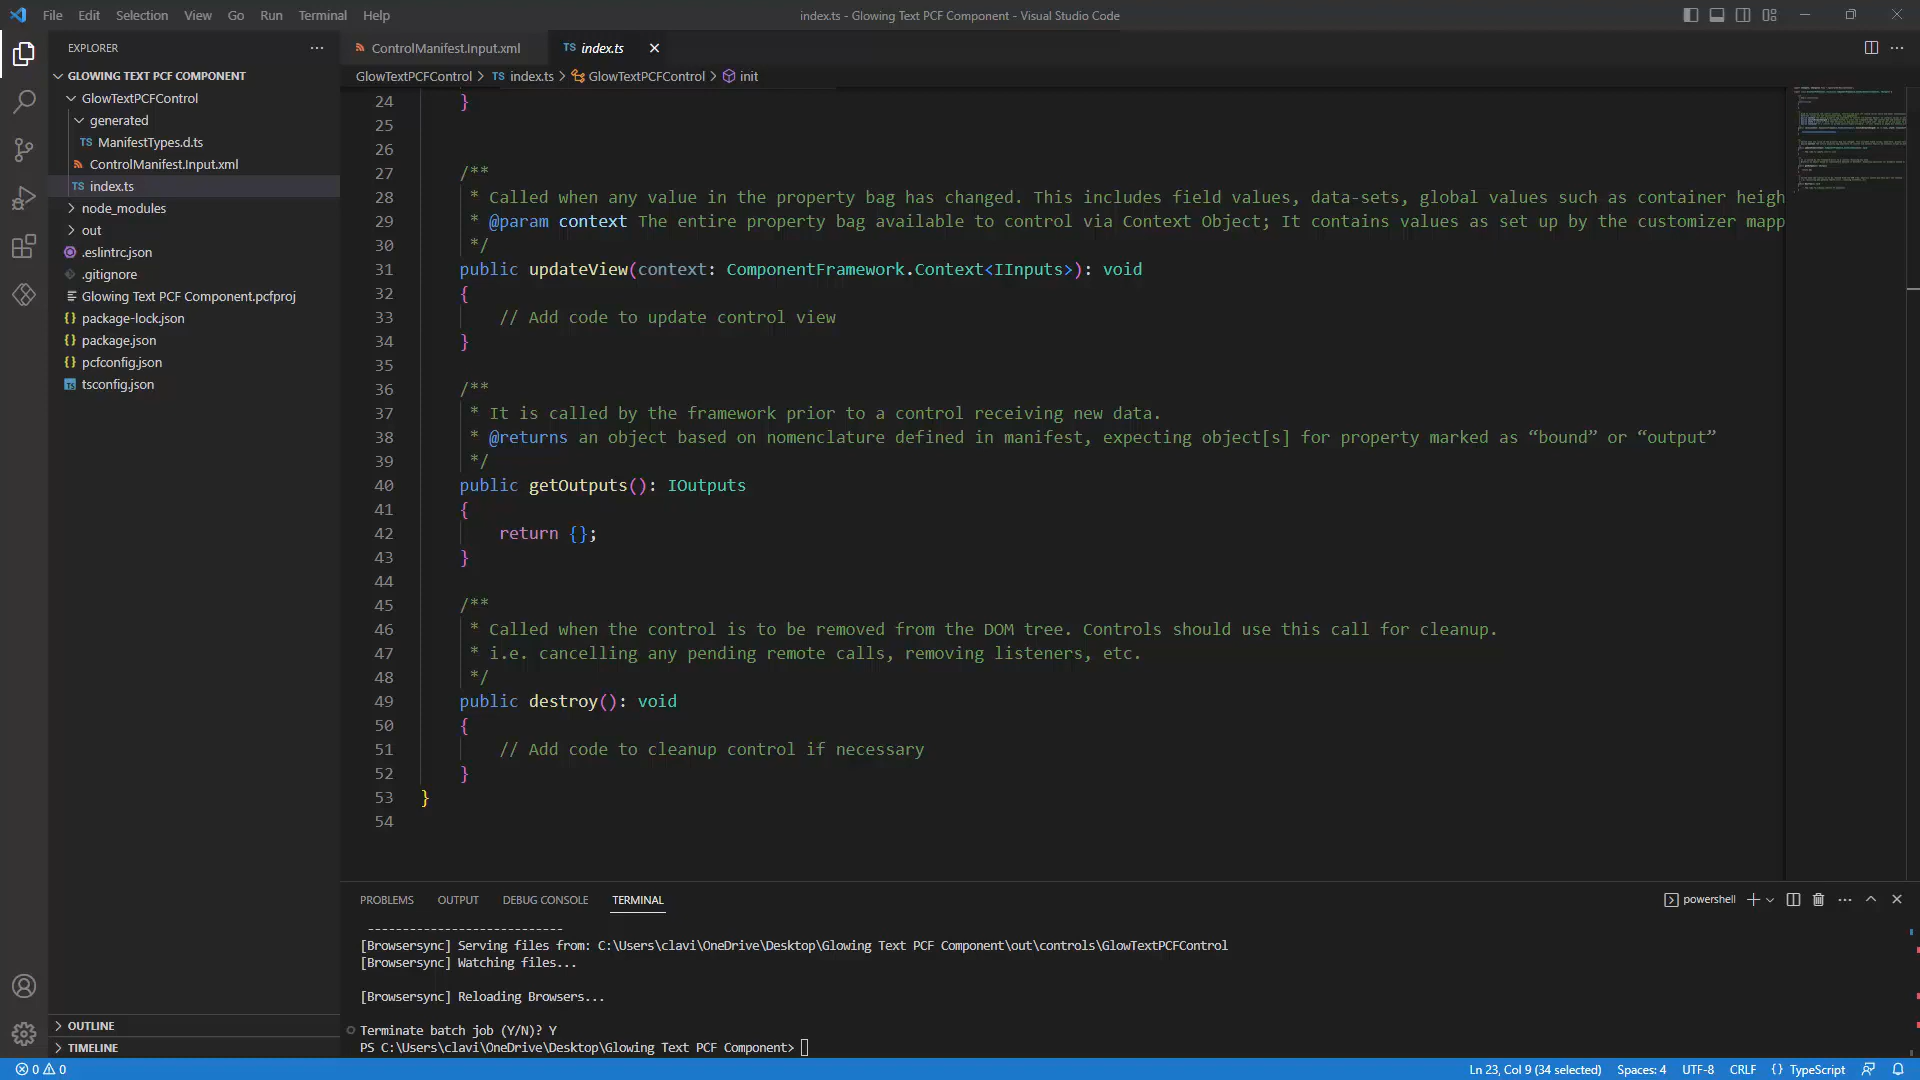 File Edit Selection View Go Run Terminal Help
index.ts - Glowing Text PCF Component - Visual Studio Code
EXPLORER
GLOWING TEXT PCF COMPONENT
GlowTextPCFControl
generated
TS ManifestTypes.d.ts
ControlManifest.Input.xml
TS index.ts
node_modules
out
.eslintrc.json
.gitignore
Glowing Text PCF Component.pcfproj
{} package-lock.json
{} package.json
{} pcfconfig.json
TS tsconfig.json
OUTLINE
TIMELINE
ControlManifest.Input.xml
TS index.ts
GlowTextPCFControl > TS index.ts > GlowTextPCFControl > init
24 }
25
26
27 /**
28 * Called when any value in the property bag has changed. This includes field values, data-sets, global values such as container heigh
29 * @param context The entire property bag available to control via Context Object; It contains values as set up by the customizer mapp
30 */
31 public updateView(context: ComponentFramework.Context<IInputs>): void
32 {
33 // Add code to update control view
34 }
35
36 /**
37 * It is called by the framework prior to a control receiving new data.
38 * @returns an object based on nomenclature defined in manifest, expecting object[s] for property marked as “bound” or “output”
39 */
40 public getOutputs(): IOutputs
41 {
42 return {};
43 }
44
45 /**
46 * Called when the control is to be removed from the DOM tree. Controls should use this call for cleanup.
47 * i.e. cancelling any pending remote calls, removing listeners, etc.
48 */
49 public destroy(): void
50 {
51 // Add code to cleanup control if necessary
52 }
53 }
54
PROBLEMS OUTPUT DEBUG CONSOLE TERMINAL
powershell
---------------------------
[Browsersync] Serving files from: C:\Users\clavi\OneDrive\Desktop\Glowing Text PCF Component\out\controls\GlowTextPCFControl
[Browsersync] Watching files...
[Browsersync] Reloading Browsers...
Terminate batch job (Y/N)? Y
PS C:\Users\clavi\OneDrive\Desktop\Glowing Text PCF Component>
0 0
Ln 23, Col 9 (34 selected) Spaces: 4 UTF-8 CRLF {} TypeScript